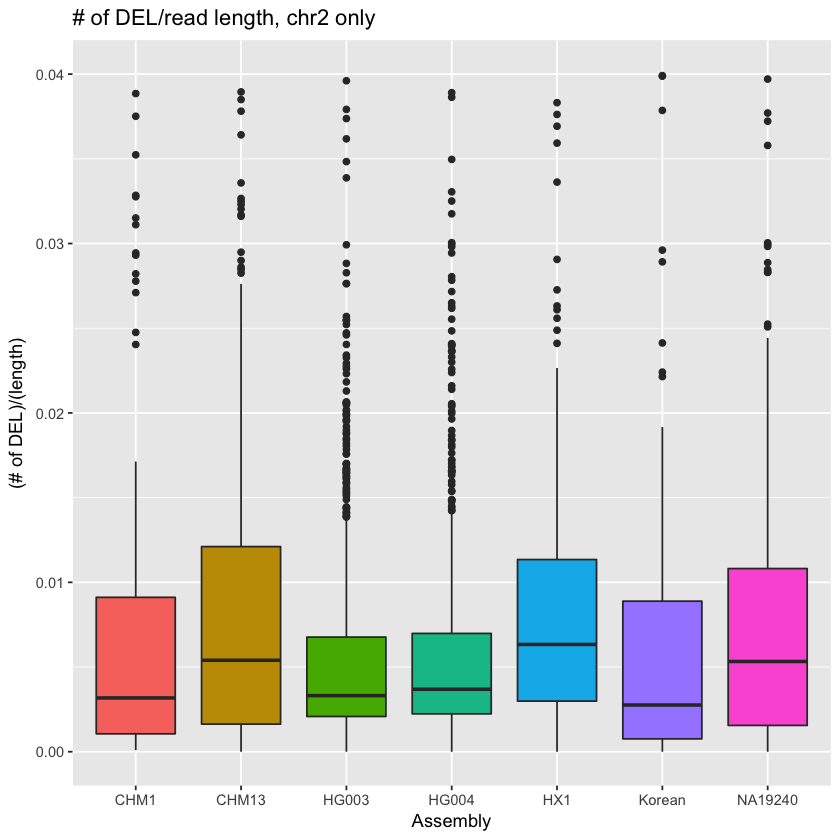 # of DEL/read length, chr2 only
(# of DEL)/(length)
0.04
0.03
0.02
0.01
0.00
CHM1 CHM13 HG003 HG004 HX1 Korean NA19240
Assembly